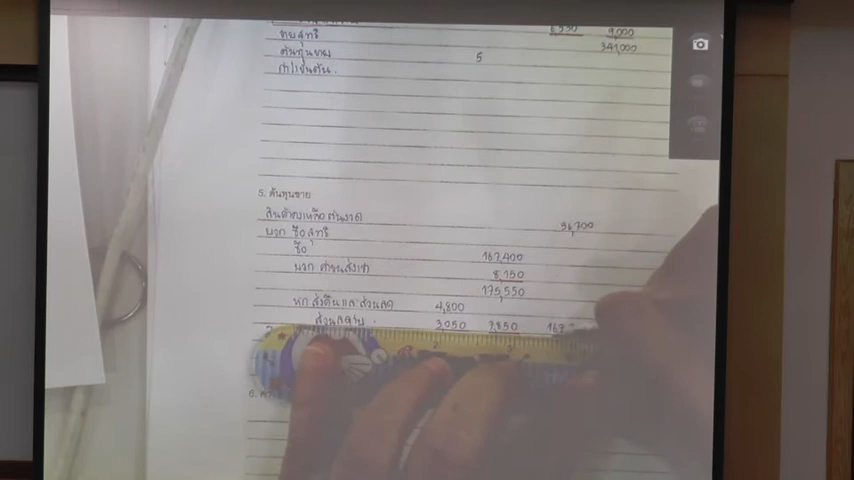 6,550 9,000
ขายสุทธิ 341,000
ต้นทุนขาย 5
กำไรขั้นต้น
5. ต้นทุนขาย
สินค้าคงเหลือต้นงวด 96,700
บวก ซื้อสุทธิ
ซื้อ 167,400
บวก ค่าขนส่งเข้า 8,150
175,550
หัก ส่งคืนและส่วนลด 4,800
ส่วนลดรับ 3,050 7,850
6.